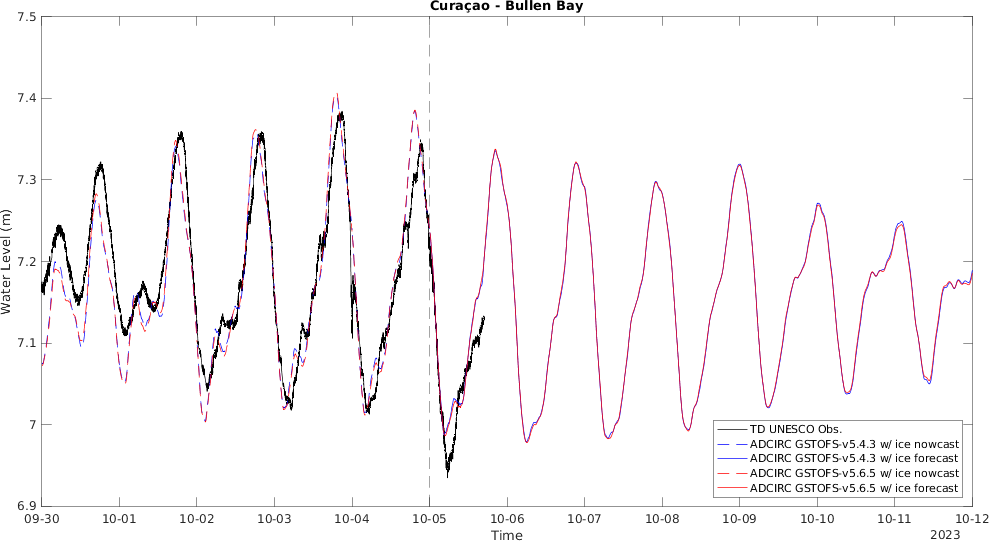 Curaçao - Bullen Bay
7.5
7.4
7.3
7.2
7.1
7
6.9
Water Level (m)
TD UNESCO Obs.
ADCIRC GSTOFS-v5.4.3 w/ ice nowcast
ADCIRC GSTOFS-v5.4.3 w/ ice forecast
ADCIRC GSTOFS-v5.6.5 w/ ice nowcast
ADCIRC GSTOFS-v5.6.5 w/ ice forecast
09-30 10-01 10-02 10-03 10-04 10-05 10-06 10-07 10-08 10-09 10-10 10-11 10-12
Time
2023